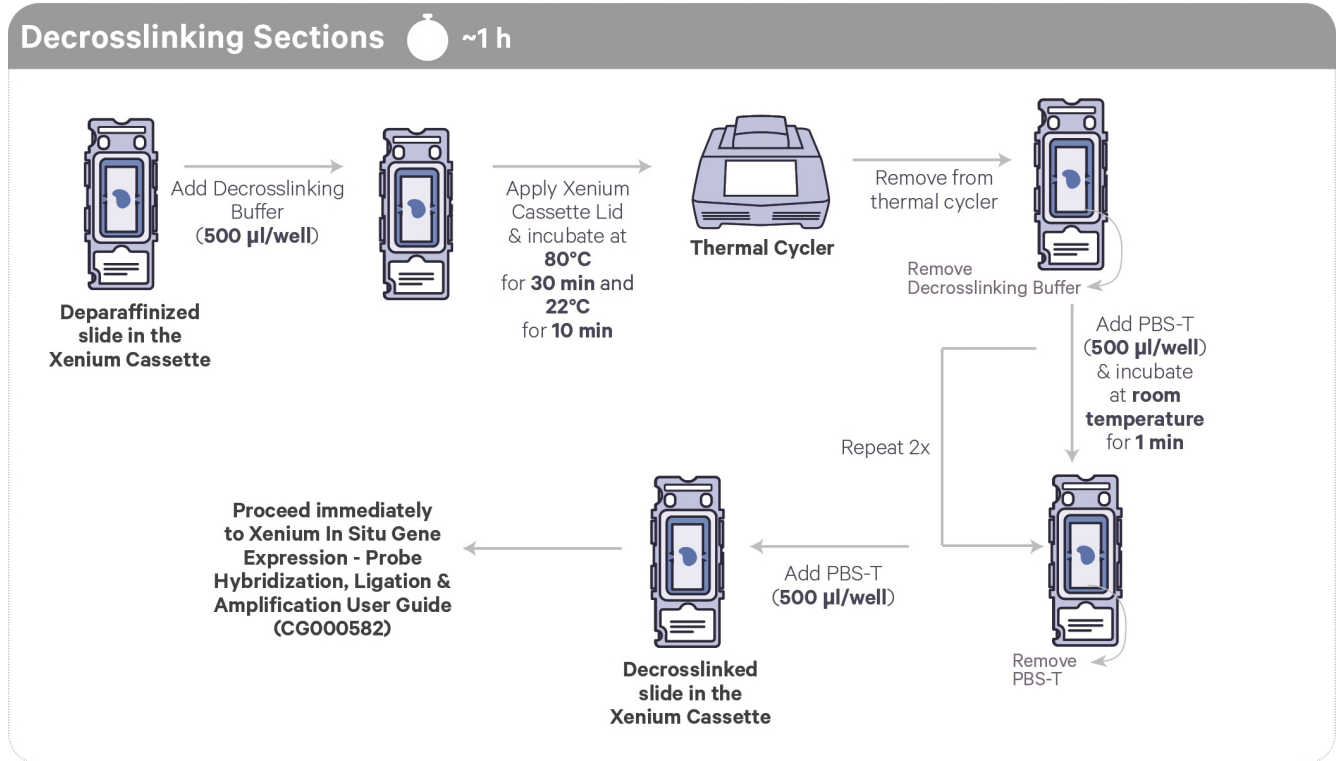 Decrosslinking Sections ~1 h
Deparaffinized
slide in the
Xenium Cassette
Add Decrosslinking
Buffer
(500 µl/well)
Apply Xenium
Cassette Lid
& incubate at
80°C
for 30 min and
22°C
for 10 min
Thermal Cycler
Remove from
thermal cycler
Remove
Decrosslinking Buffer
Add PBS-T
(500 µl/well)
& incubate
at room
temperature
for 1 min
Repeat 2x
Remove
PBS-T
Add PBS-T
(500 µl/well)
Decrosslinked
slide in the
Xenium Cassette
Proceed immediately
to Xenium In Situ Gene
Expression - Probe
Hybridization, Ligation &
Amplification User Guide
(CG000582)